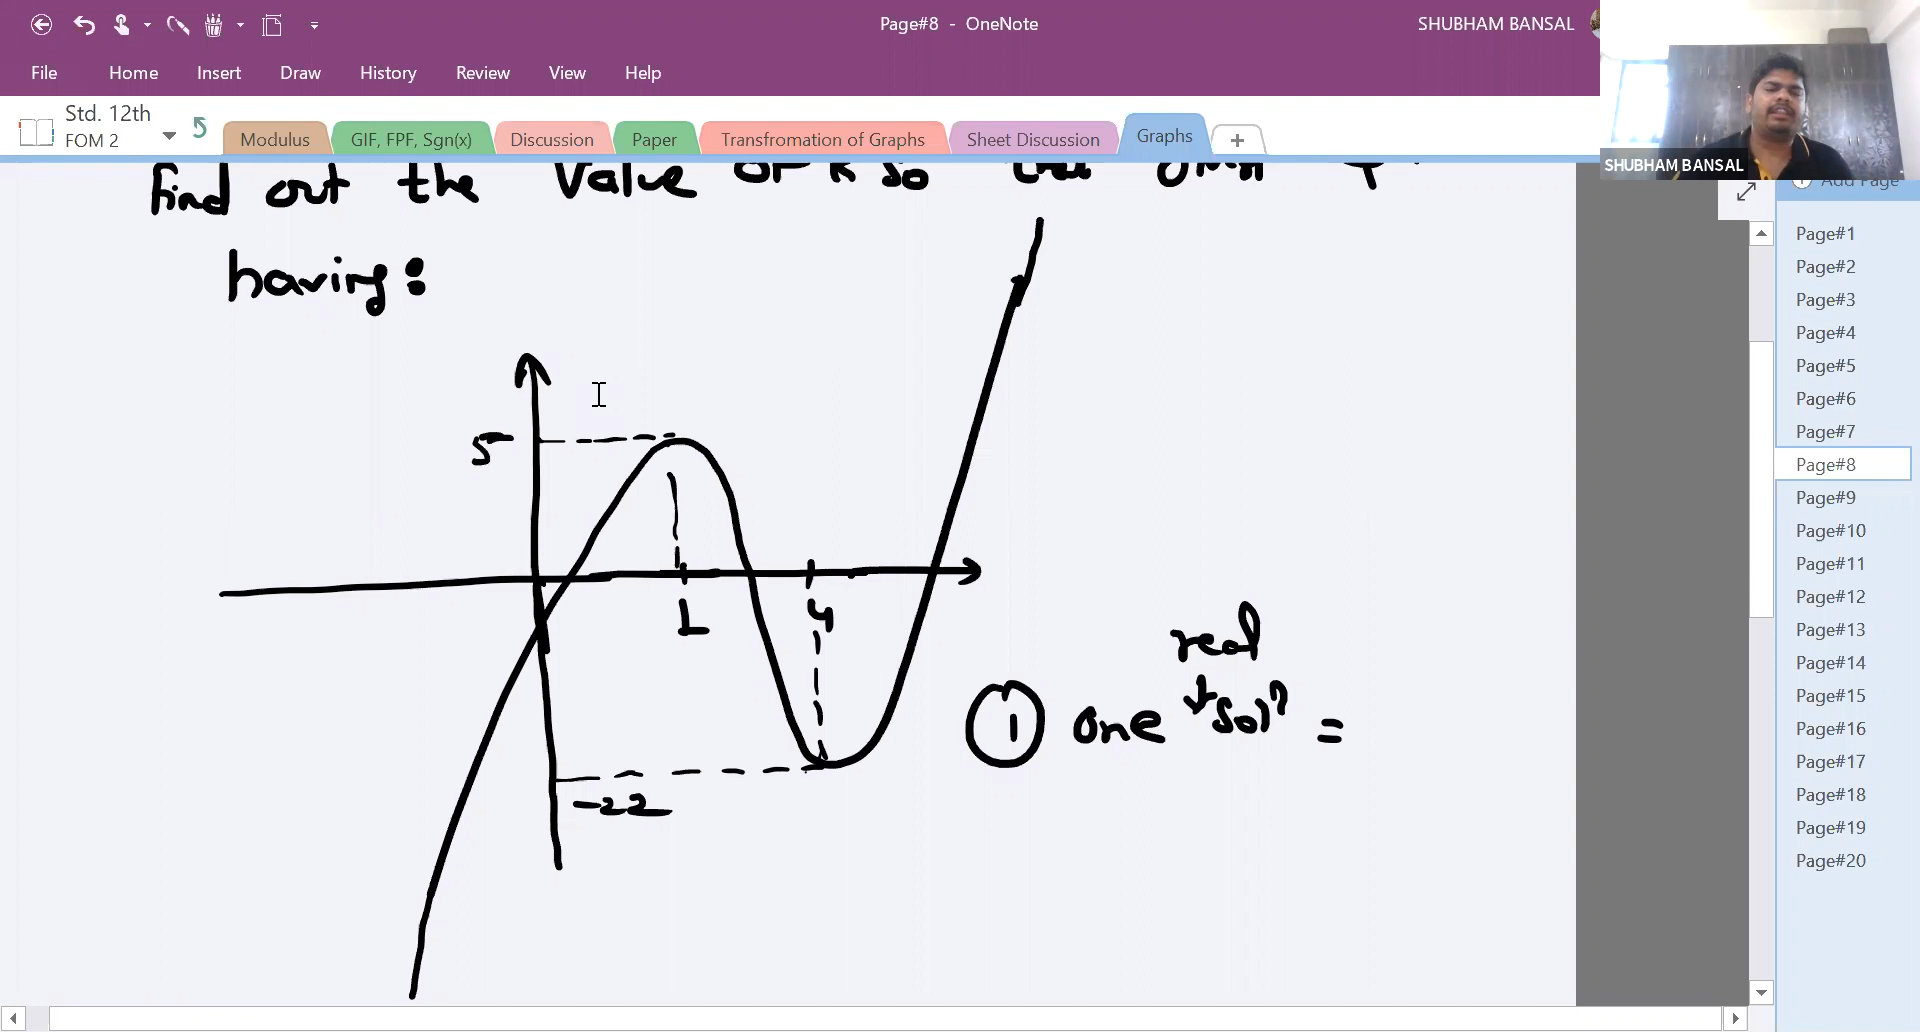 Page#8 - OneNote
SHUBHAM BANSAL
File Home Insert Draw History Review View Help
Std. 12th
FOM 2
Modulus
GIF, FPF, Sgn(x)
Discussion
Paper
Transfromation of Graphs
Sheet Discussion
Graphs
+
SHUBHAM BANSAL
Add Page
find out the Value of k so
having:
5
1
4
-22
real
① one sol^n =
Page#1
Page#2
Page#3
Page#4
Page#5
Page#6
Page#7
Page#8
Page#9
Page#10
Page#11
Page#12
Page#13
Page#14
Page#15
Page#16
Page#17
Page#18
Page#19
Page#20